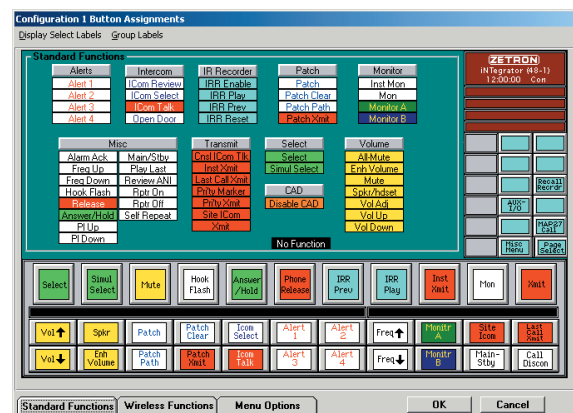 Configuration 1 Button Assignments
Display Select Labels Group Labels
Standard Functions
Alerts
Alert 1
Alert 2
Alert 3
Alert 4
Intercom
ICom Review
ICom Select
ICom Talk
Open Door
IR Recorder
IRR Enable
IRR Play
IRR Prev
IRR Reset
Patch
Patch
Patch Clear
Patch Path
Patch Xmit
Monitor
Inst Mon
Mon
Monitor A
Monitor B
Misc
Alarm Ack Main/Stby
Freq Up Play Last
Freq Down Review ANI
Hook Flash Rptr On
Release Rptr Off
Answer/Hold Self Repeat
Pl Up
Pl Down
Transmit
Cnsl ICom Tlk
Inst Xmit
Last Call Xmit
Prity Marker
Prity Xmit
Site ICom
Xmit
Select
Select
Simul Select
CAD
Disable CAD
No Function
Volume
All-Mute
Enh Volume
Mute
Spkr/hdset
Vol Adj
Vol Up
Vol Down
ZETRON
iNTegrator (48-1)
12:00:00 Con
Recall
Recrdr
AUX-
I/O
MAP27
Call
Misc
Menu
Page
Select
Select
Simul
Select
Mute
Hook
Flash
Answer
/Hold
Phone
Release
IRR
Prev
IRR
Play
Inst
Xmit
Mon
Xmit
Vol
Spkr
Patch
Patch
Clear
Icom
Select
Alert
1
Alert
2
Freq
Monitr
A
Site
Icom
Last
Call
Xmit
Vol
Enh
Volume
Patch
Path
Patch
Xmit
Icom
Talk
Alert
3
Alert
4
Freq
Monitr
B
Main-
Stby
Call
Discon
Standard Functions Wireless Functions Menu Options OK Cancel